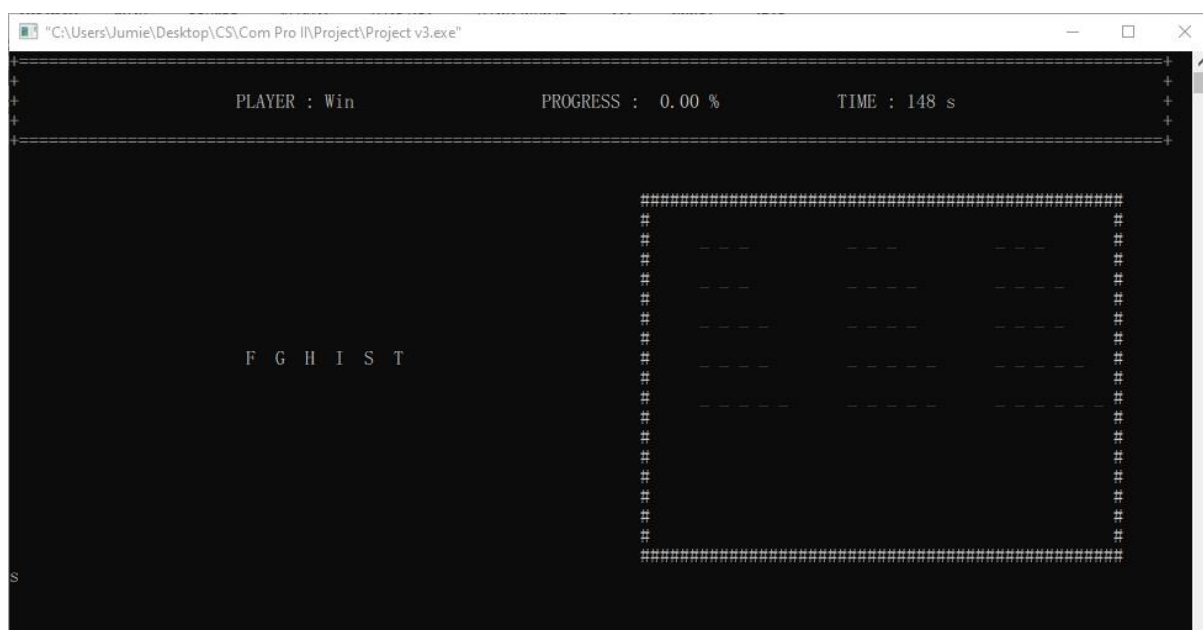 "C:\Users\Jumie\Desktop\CS\Com Pro II\Project\Project v3.exe"
PLAYER : Win PROGRESS : 0.00 % TIME : 148 s
_ _ _ _ _ _ _ _ _
_ _ _ _ _ _ _ _ _ _ _
_ _ _ _ _ _ _ _ _ _ _ _
F G H I S T
_ _ _ _ _ _ _ _ _ _ _ _ _ _
_ _ _ _ _ _ _ _ _ _ _ _ _ _ _ _
s